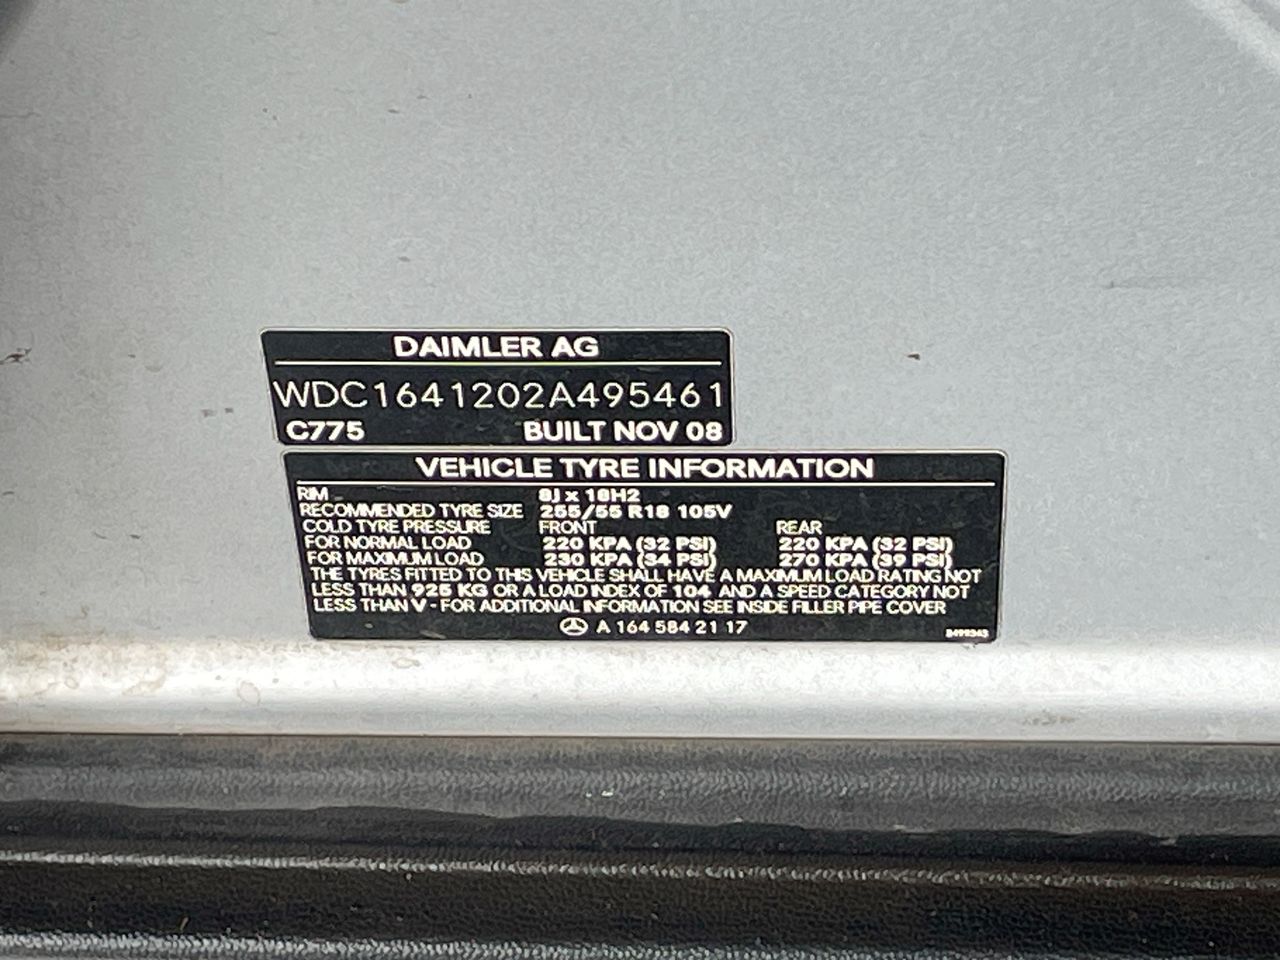 DAIMLER AG
WDC1641202A495461
C775 BUILT NOV 08
VEHICLE TYRE INFORMATION
RIM 8J x 18H2
RECOMMENDED TYRE SIZE 255/55 R18 105V
COLD TYRE PRESSURE FRONT REAR
FOR NORMAL LOAD 220 KPA (32 PSI) 220 KPA (32 PSI)
FOR MAXIMUM LOAD 230 KPA (34 PSI) 270 KPA (39 PSI)
THE TYRES FITTED TO THIS VEHICLE SHALL HAVE A MAXIMUM LOAD RATING NOT
LESS THAN 925 KG OR A LOAD INDEX OF 104 AND A SPEED CATEGORY NOT
LESS THAN V - FOR ADDITIONAL INFORMATION SEE INSIDE FILLER PIPE COVER
A 164 584 21 17